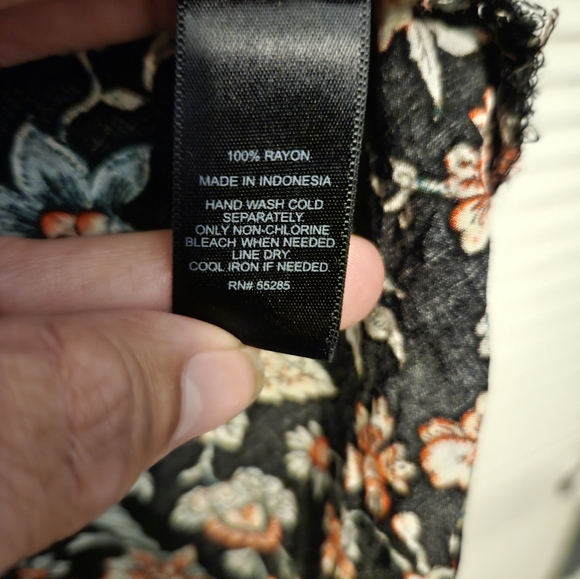 100% RAYON
MADE IN INDONESIA
HAND WASH COLD
SEPARATELY.
ONLY NON-CHLORINE
BLEACH WHEN NEEDED.
LINE DRY.
COOL IRON IF NEEDED.
RN# 55285